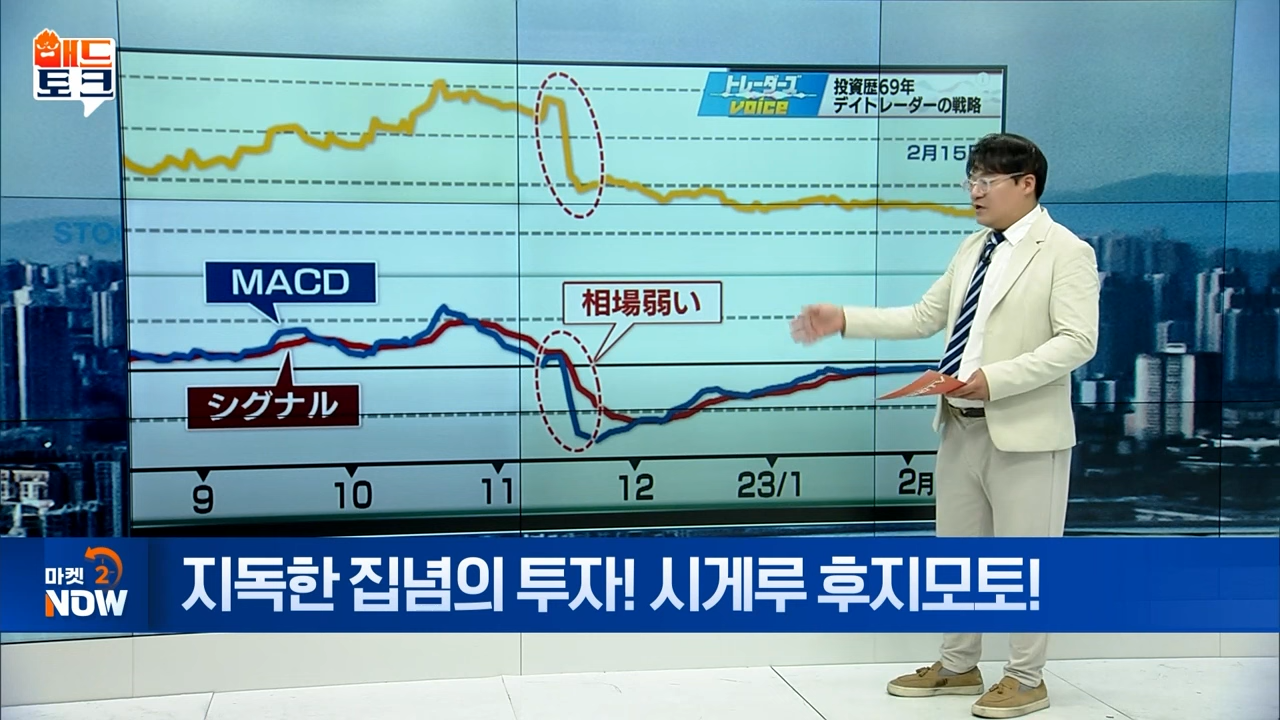 매드
토크
トレーダーズ
voice
投資歴69年
デイトレーダーの戦略
2月15
STO
MACD
相場弱い
シグナル
9
10
11
12
23/1
2月
마켓 2
NOW
지독한 집념의 투자! 시게루 후지모토!